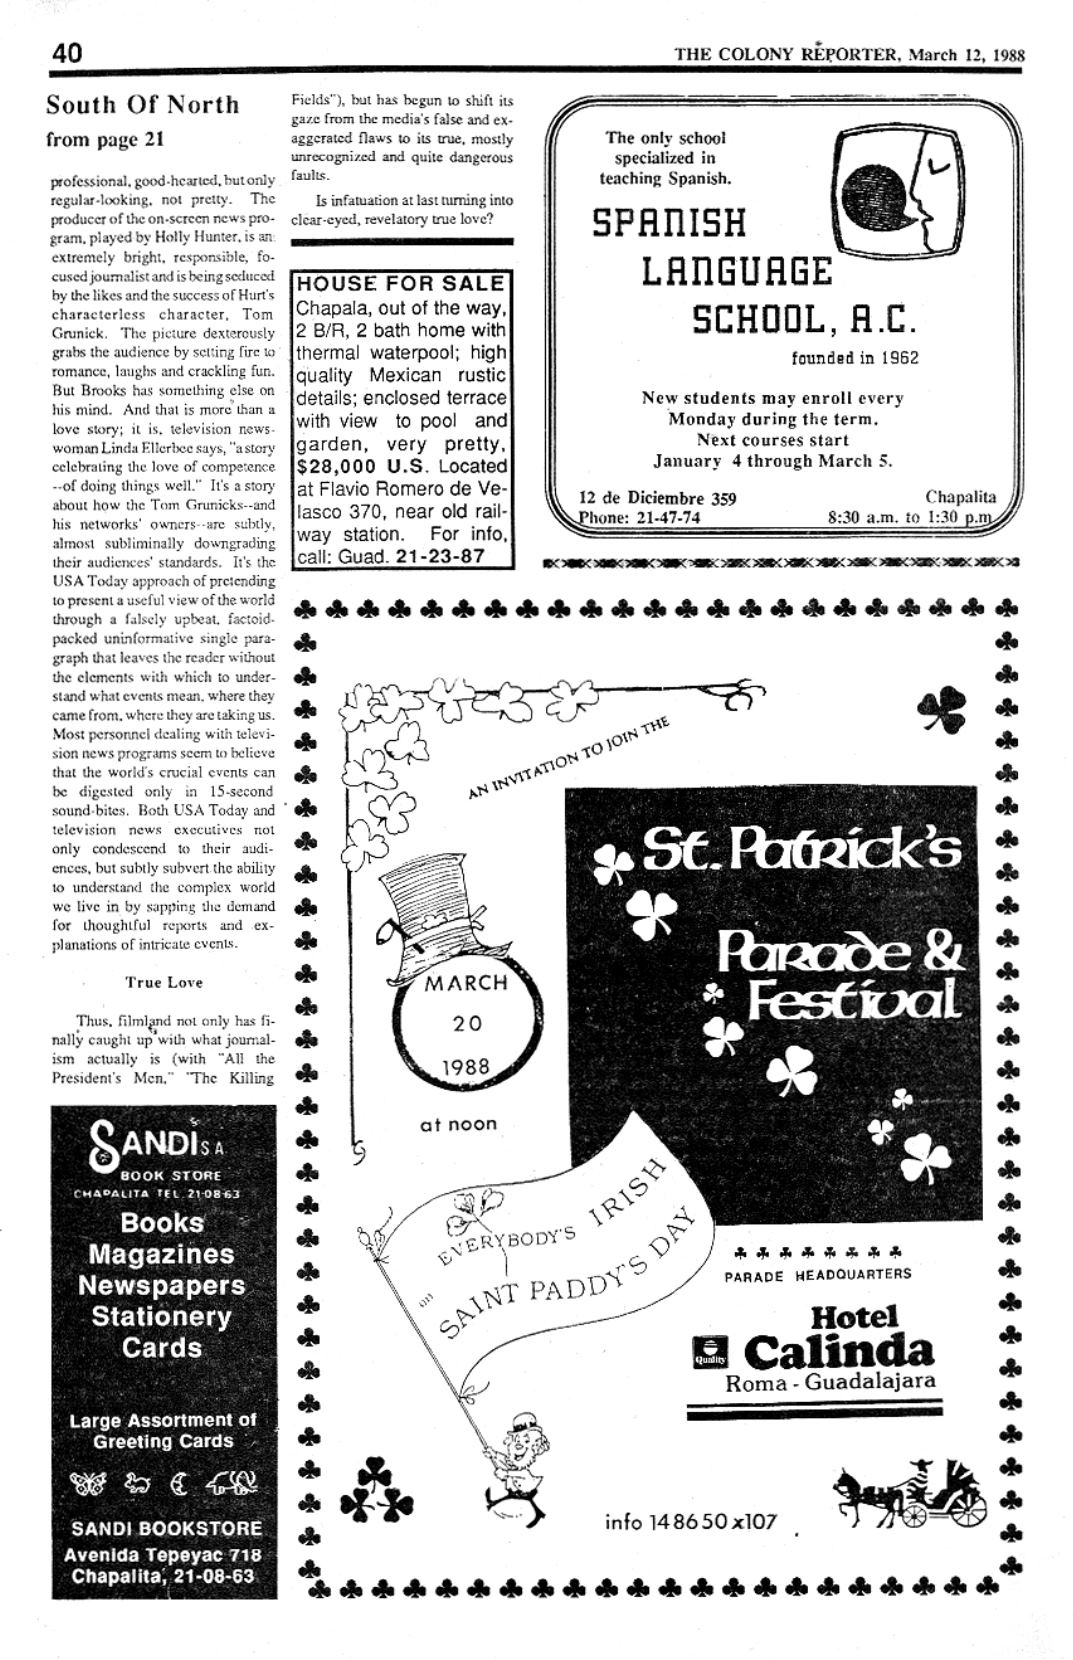 40
THE COLONY REPORTER, March 12, 1988
South Of North
from page 21
professional, good-hearted, but only
regular-looking, not pretty. The
producer of the on-screen news pro-
gram, played by Holly Hunter, is an
extremely bright, responsible, fo-
cused journalist and is being seduced
by the likes and the success of Hurt's
characterless character, Tom
Grunick. The picture dexterously
grabs the audience by setting fire to
romance, laughs and crackling fun.
But Brooks has something else on
his mind. And that is more than a
love story; it is, television news-
woman Linda Ellerbee says, "a story
celebrating the love of competence
--of doing things well." It's a story
about how the Tom Grunicks--and
his networks' owners--are subtly,
almost subliminally downgrading
their audiences' standards. It's the
USA Today approach of pretending
to present a useful view of the world
through a falsely upbeat, factoid-
packed uninformative single para-
graph that leaves the reader without
the elements with which to under-
stand what events mean, where they
came from, where they are taking us.
Most personnel dealing with televi-
sion news programs seem to believe
that the world's crucial events can
be digested only in 15-second
sound-bites. Both USA Today and
television news executives not
only condescend to their audi-
ences, but subtly subvert the ability
to understand the complex world
we live in by sapping the demand
for thoughtful reports and ex-
planations of intricate events.
True Love
Thus, filmland not only has fi-
nally caught up with what journal-
ism actually is (with "All the
President's Men," "The Killing
Fields"), but has begun to shift its
gaze from the media's false and ex-
aggerated flaws to its true, mostly
unrecognized and quite dangerous
faults.
Is infatuation at last turning into
clear-eyed, revelatory true love?
HOUSE FOR SALE
Chapala, out of the way,
2 B/R, 2 bath home with
thermal waterpool; high
quality Mexican rustic
details; enclosed terrace
with view to pool and
garden, very pretty,
$28,000 U.S. Located
at Flavio Romero de Ve-
lasco 370, near old rail-
way station. For info,
call: Guad. 21-23-87
The only school
specialized in
teaching Spanish.
SPANISH
LANGUAGE
SCHOOL, A.C.
founded in 1962
New students may enroll every
Monday during the term.
Next courses start
January 4 through March 5.
12 de Diciembre 359
Chapalita
Phone: 21-47-74
8:30 a.m. to 1:30 p.m
AN INVITATION TO JOIN THE
St. Patrick's
Parade &
Festival
MARCH
20
1988
at noon
EVERYBODY'S IRISH
on SAINT PADDY'S DAY
PARADE HEADQUARTERS
Hotel
Quality
Calinda
Roma - Guadalajara
info 148650x107
SANDI S A
BOOK STORE
CHAPALITA TEL. 21-08-63
Books
Magazines
Newspapers
Stationery
Cards
Large Assortment of
Greeting Cards
SANDI BOOKSTORE
Avenida Tepeyac 718
Chapalita, 21-08-63